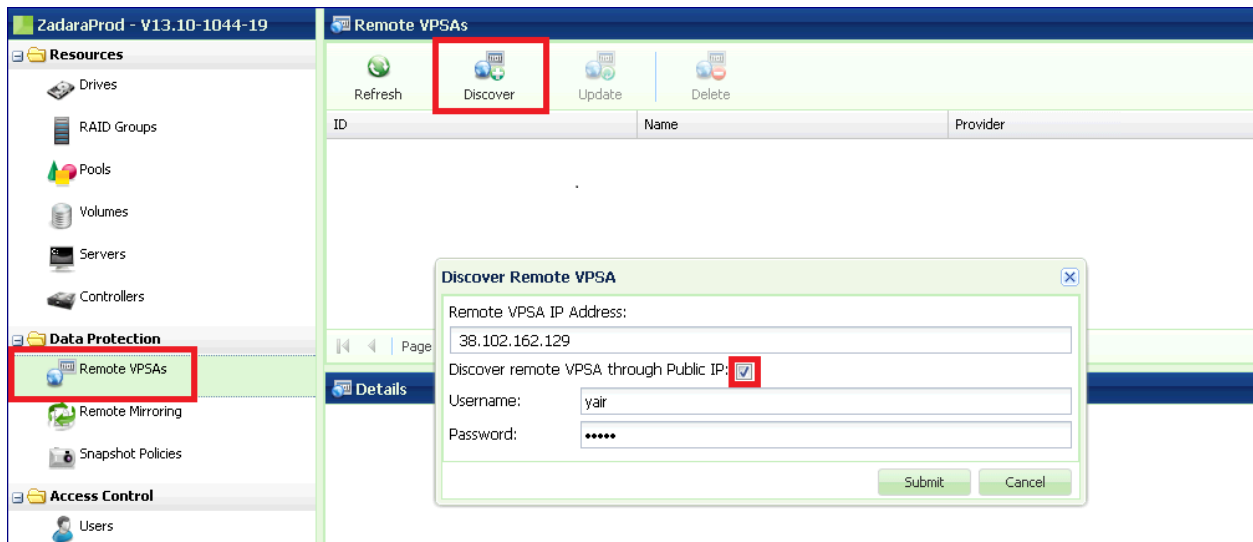 ZadaraProd - V13.10-1044-19
Resources
Drives
RAID Groups
Pools
Volumes
Servers
Controllers
Data Protection
Remote VPSAs
Remote Mirroring
Snapshot Policies
Access Control
Users
Remote VPSAs
Refresh Discover Update Delete
ID Name Provider
Page
Details
Discover Remote VPSA
Remote VPSA IP Address:
38.102.162.129
Discover remote VPSA through Public IP:
Username: yair
Password: •••••
Submit Cancel